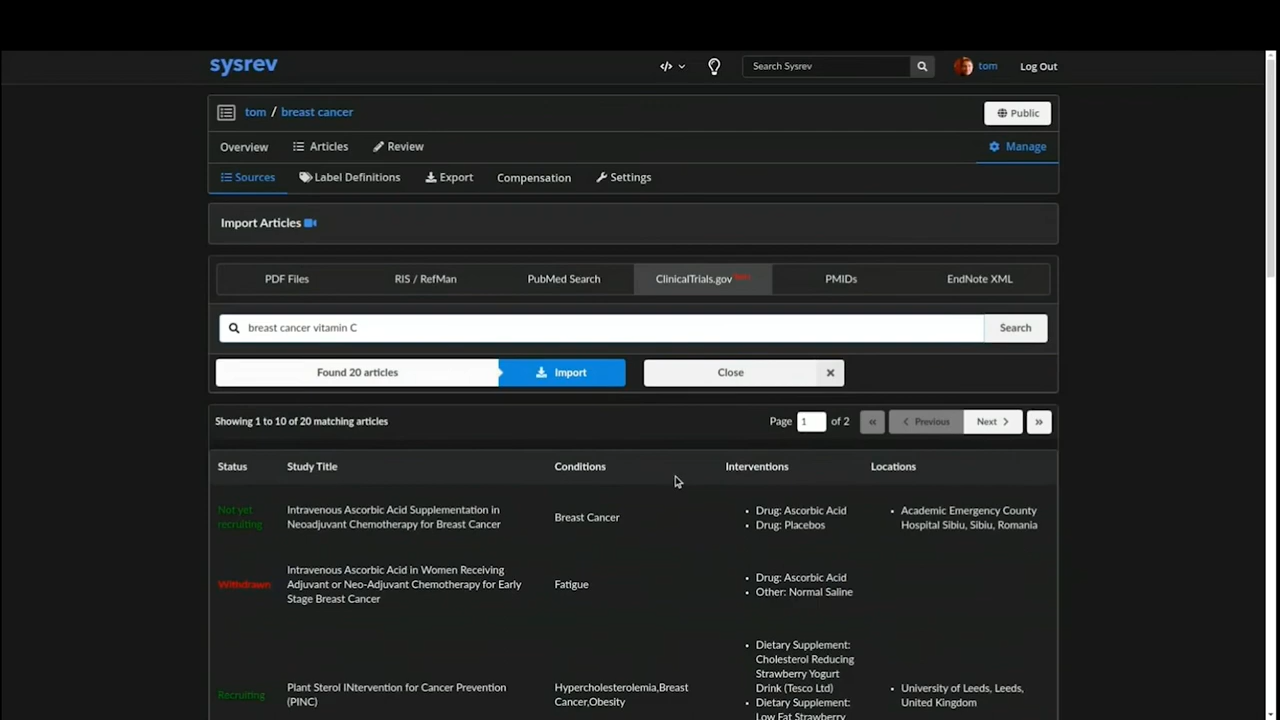 sysrev
</> Search Sysrev tom Log Out
tom / breast cancer Public
Overview Articles Review Manage
Sources Label Definitions Export Compensation Settings
Import Articles
PDF Files RIS / RefMan PubMed Search ClinicalTrials.gov PMIDs EndNote XML
breast cancer vitamin C Search
Found 20 articles Import Close ×
Showing 1 to 10 of 20 matching articles Page 1 of 2 « < Previous Next > »
Status Study Title Conditions Interventions Locations
Not yet
recruiting
Intravenous Ascorbic Acid Supplementation in
Neoadjuvant Chemotherapy for Breast Cancer
Breast Cancer
• Drug: Ascorbic Acid
• Drug: Placebos
• Academic Emergency County
Hospital Sibiu, Sibiu, Romania
Withdrawn
Intravenous Ascorbic Acid in Women Receiving
Adjuvant or Neo-Adjuvant Chemotherapy for Early
Stage Breast Cancer
Fatigue
• Drug: Ascorbic Acid
• Other: Normal Saline
Recruiting
Plant Sterol INtervention for Cancer Prevention
(PINC)
Hypercholesterolemia,Breast
Cancer,Obesity
• Dietary Supplement:
Cholesterol Reducing
Strawberry Yogurt
Drink (Tesco Ltd)
• Dietary Supplement:
Low Fat Strawberry
• University of Leeds, Leeds,
United Kingdom